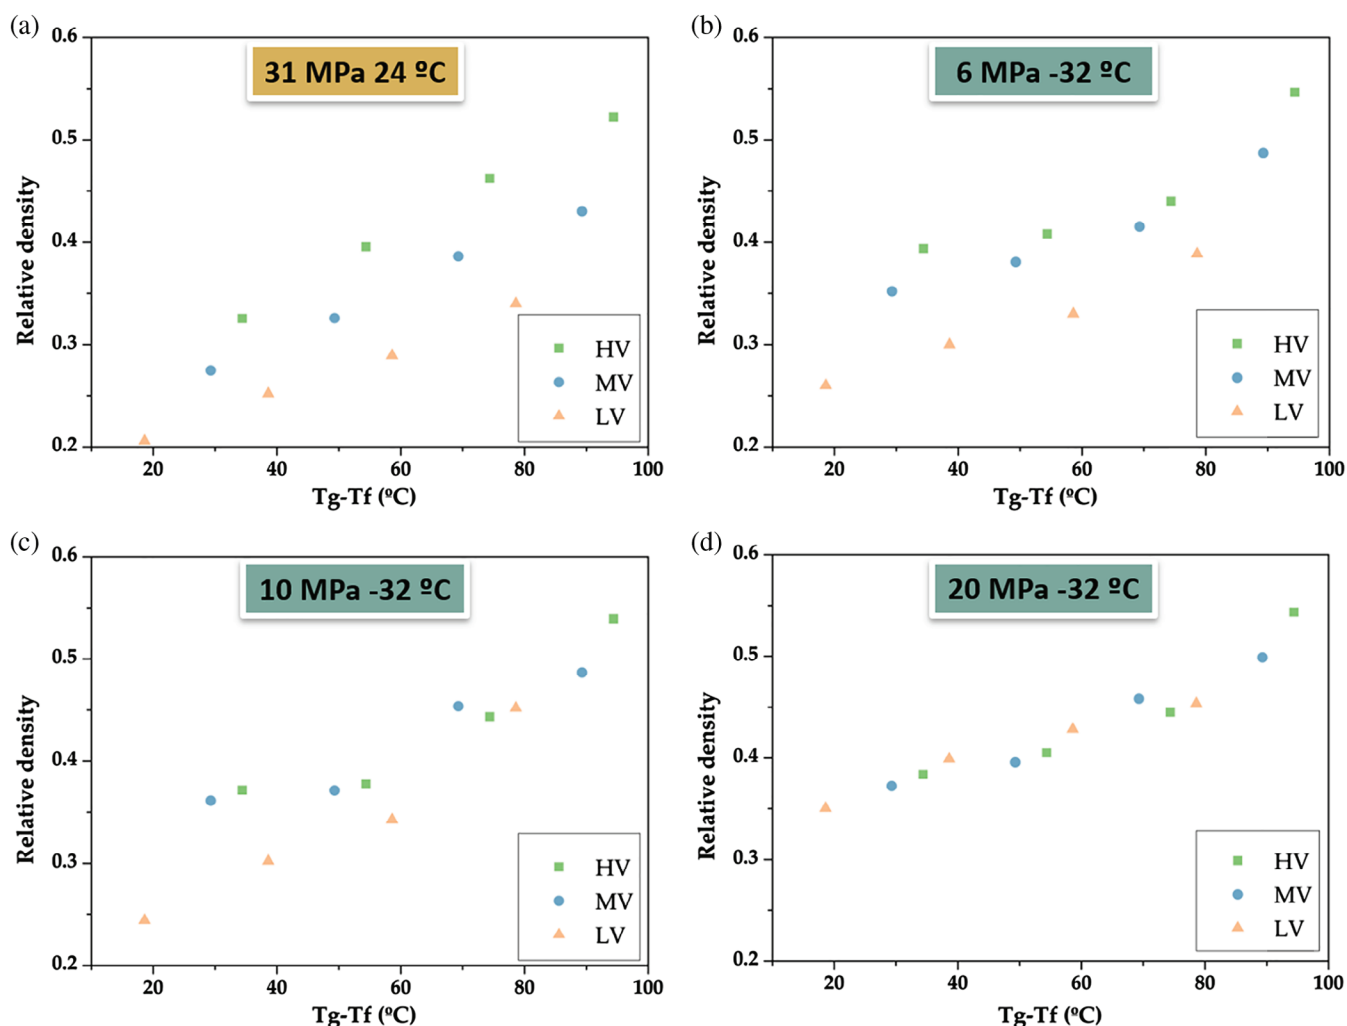 (a)
31 MPa 24 ºC
Relative density
0.6
0.5
0.4
0.3
0.2
20 40 60 80 100
Tg-Tf (ºC)
HV
MV
LV
(b)
6 MPa -32 ºC
Relative density
0.6
0.5
0.4
0.3
0.2
20 40 60 80 100
Tg-Tf (ºC)
HV
MV
LV
(c)
10 MPa -32 ºC
Relative density
0.6
0.5
0.4
0.3
0.2
20 40 60 80 100
Tg-Tf (ºC)
HV
MV
LV
(d)
20 MPa -32 ºC
Relative density
0.6
0.5
0.4
0.3
0.2
20 40 60 80 100
Tg-Tf (ºC)
HV
MV
LV